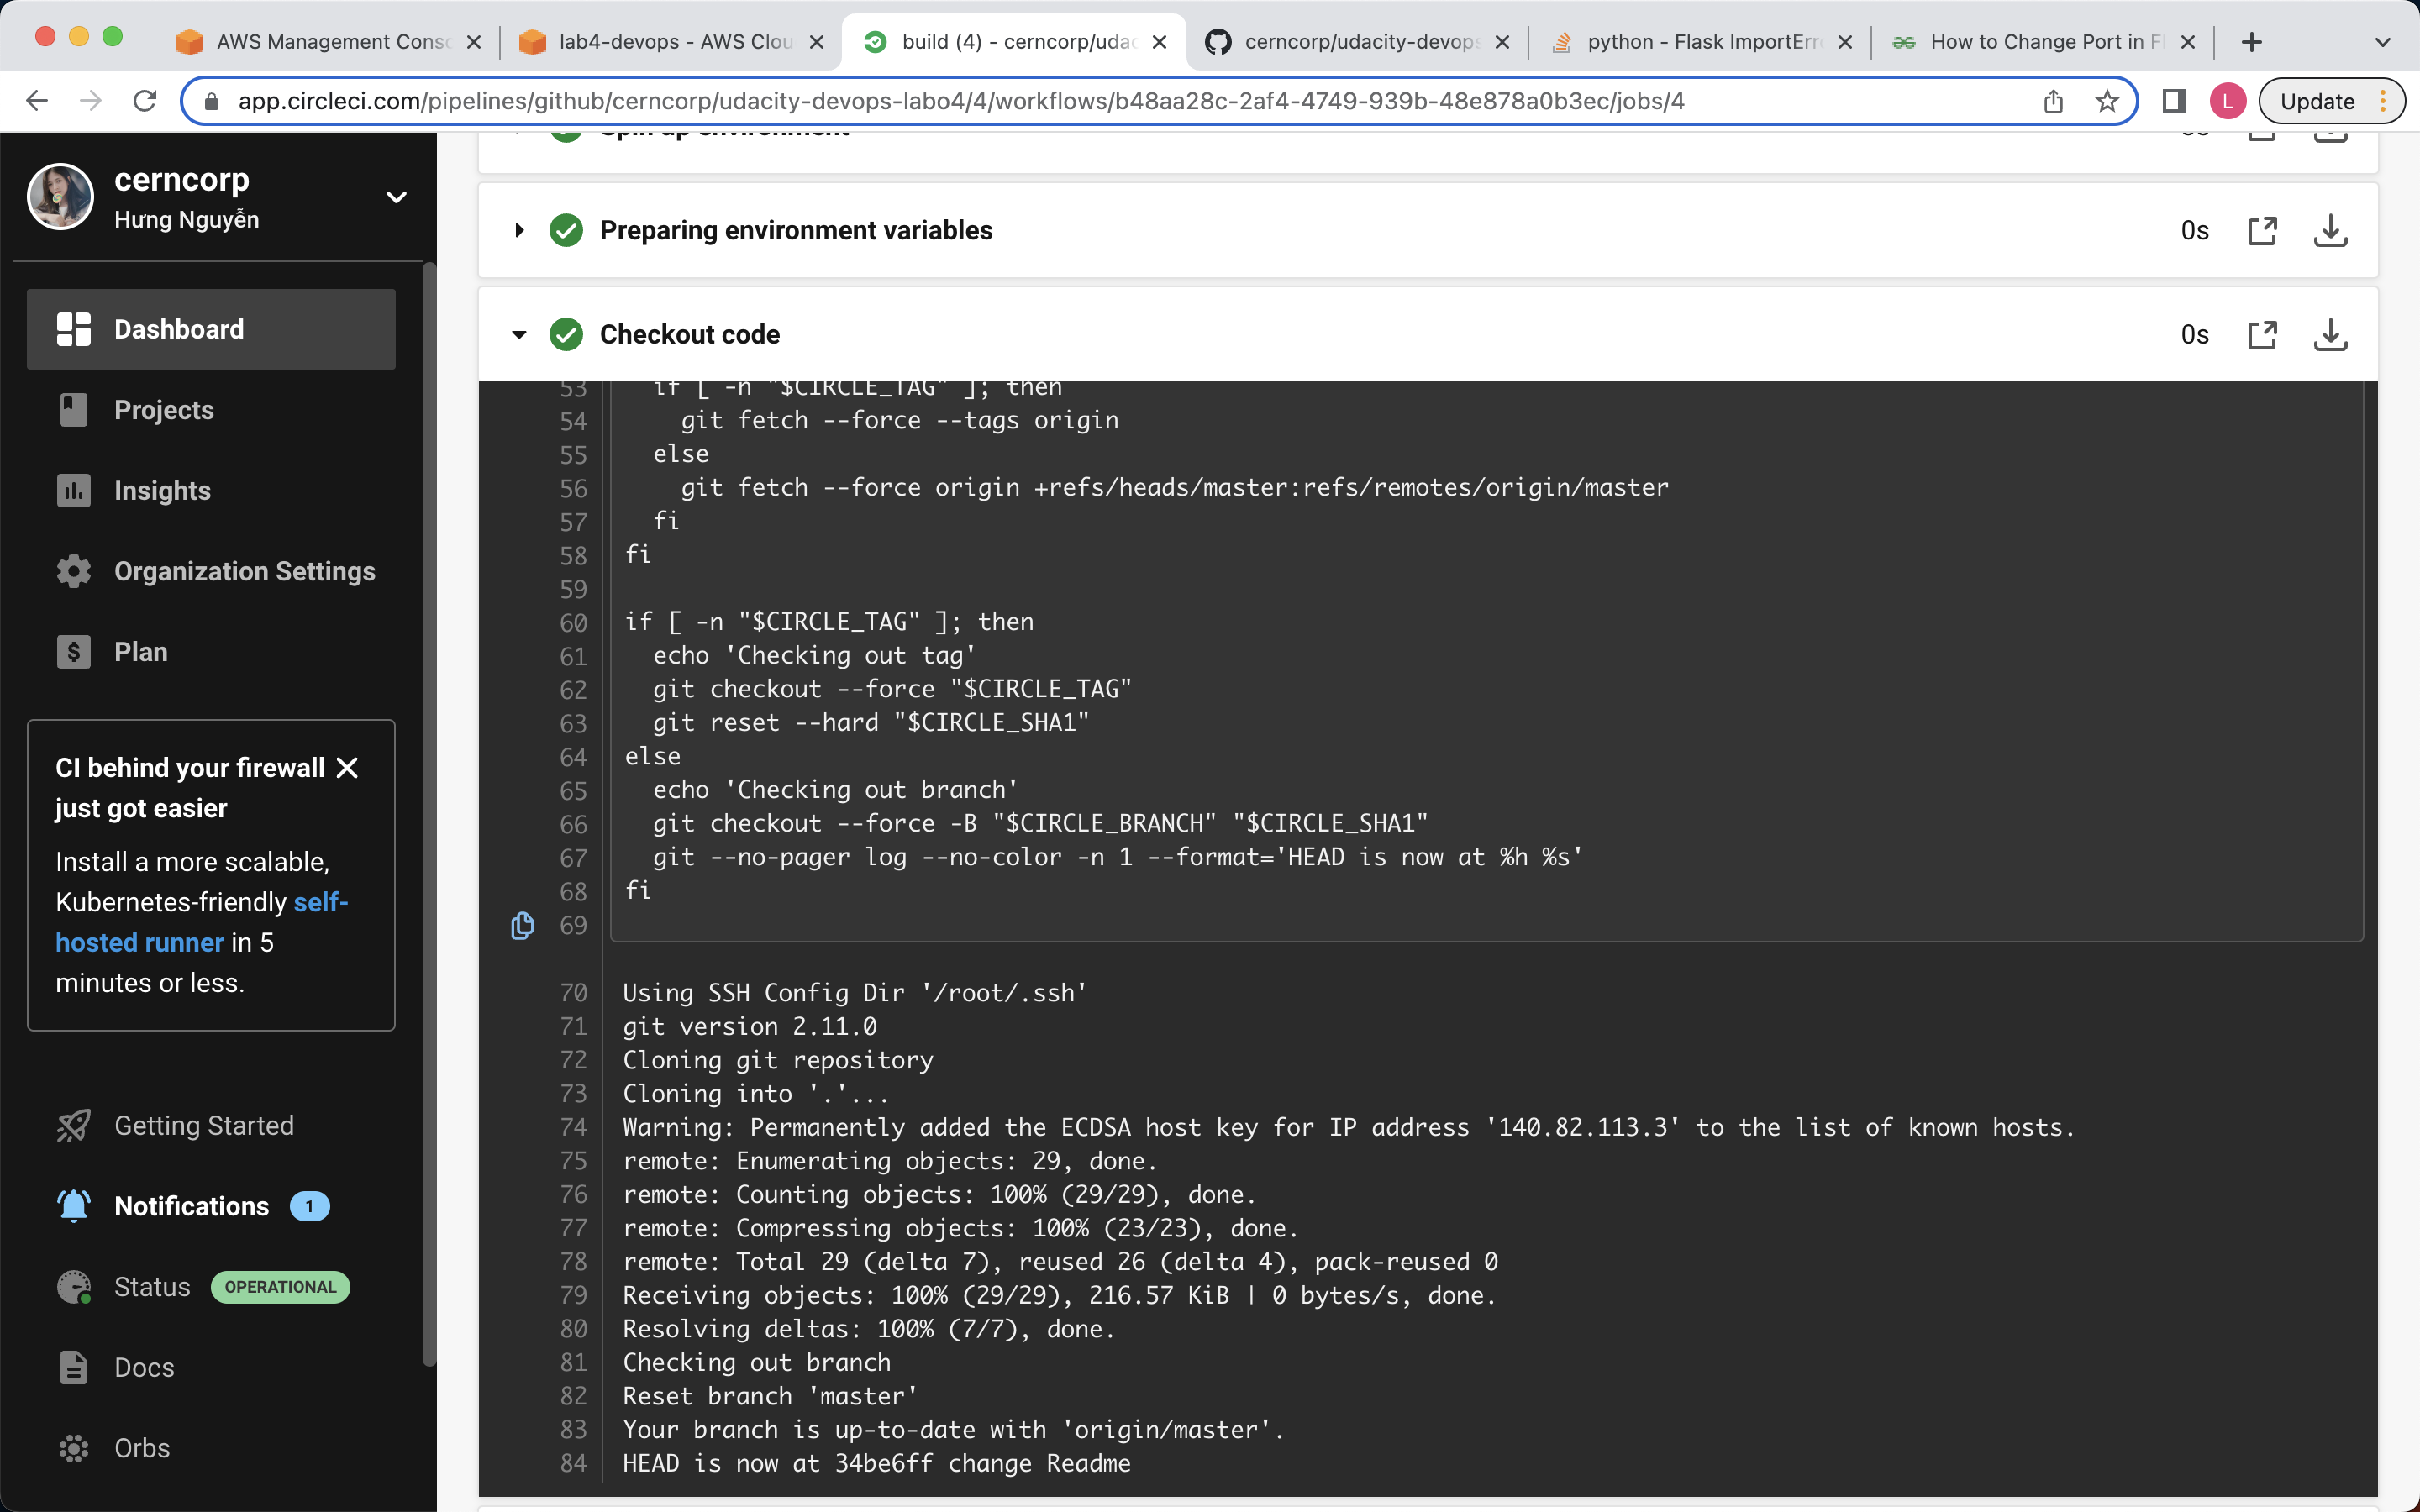 AWS Management Consc
lab4-devops - AWS Clou
build (4) - cerncorp/udac
cerncorp/udacity-devops
python - Flask ImportErr
How to Change Port in Fl
app.circleci.com/pipelines/github/cerncorp/udacity-devops-labo4/4/workflows/b48aa28c-2af4-4749-939b-48e878a0b3ec/jobs/4
L
Update
cerncorp
Hưng Nguyễn
Dashboard
Projects
Insights
Organization Settings
Plan
CI behind your firewall
just got easier
Install a more scalable,
Kubernetes-friendly self-
hosted runner in 5
minutes or less.
Getting Started
Notifications 1
Status OPERATIONAL
Docs
Orbs
Spin up environment
Preparing environment variables 0s
Checkout code 0s
53 if [ -n "$CIRCLE_TAG" ]; then
54 git fetch --force --tags origin
55 else
56 git fetch --force origin +refs/heads/master:refs/remotes/origin/master
57 fi
58 fi
59
60 if [ -n "$CIRCLE_TAG" ]; then
61 echo 'Checking out tag'
62 git checkout --force "$CIRCLE_TAG"
63 git reset --hard "$CIRCLE_SHA1"
64 else
65 echo 'Checking out branch'
66 git checkout --force -B "$CIRCLE_BRANCH" "$CIRCLE_SHA1"
67 git --no-pager log --no-color -n 1 --format='HEAD is now at %h %s'
68 fi
69
70 Using SSH Config Dir '/root/.ssh'
71 git version 2.11.0
72 Cloning git repository
73 Cloning into '.'...
74 Warning: Permanently added the ECDSA host key for IP address '140.82.113.3' to the list of known hosts.
75 remote: Enumerating objects: 29, done.
76 remote: Counting objects: 100% (29/29), done.
77 remote: Compressing objects: 100% (23/23), done.
78 remote: Total 29 (delta 7), reused 26 (delta 4), pack-reused 0
79 Receiving objects: 100% (29/29), 216.57 KiB | 0 bytes/s, done.
80 Resolving deltas: 100% (7/7), done.
81 Checking out branch
82 Reset branch 'master'
83 Your branch is up-to-date with 'origin/master'.
84 HEAD is now at 34be6ff change Readme